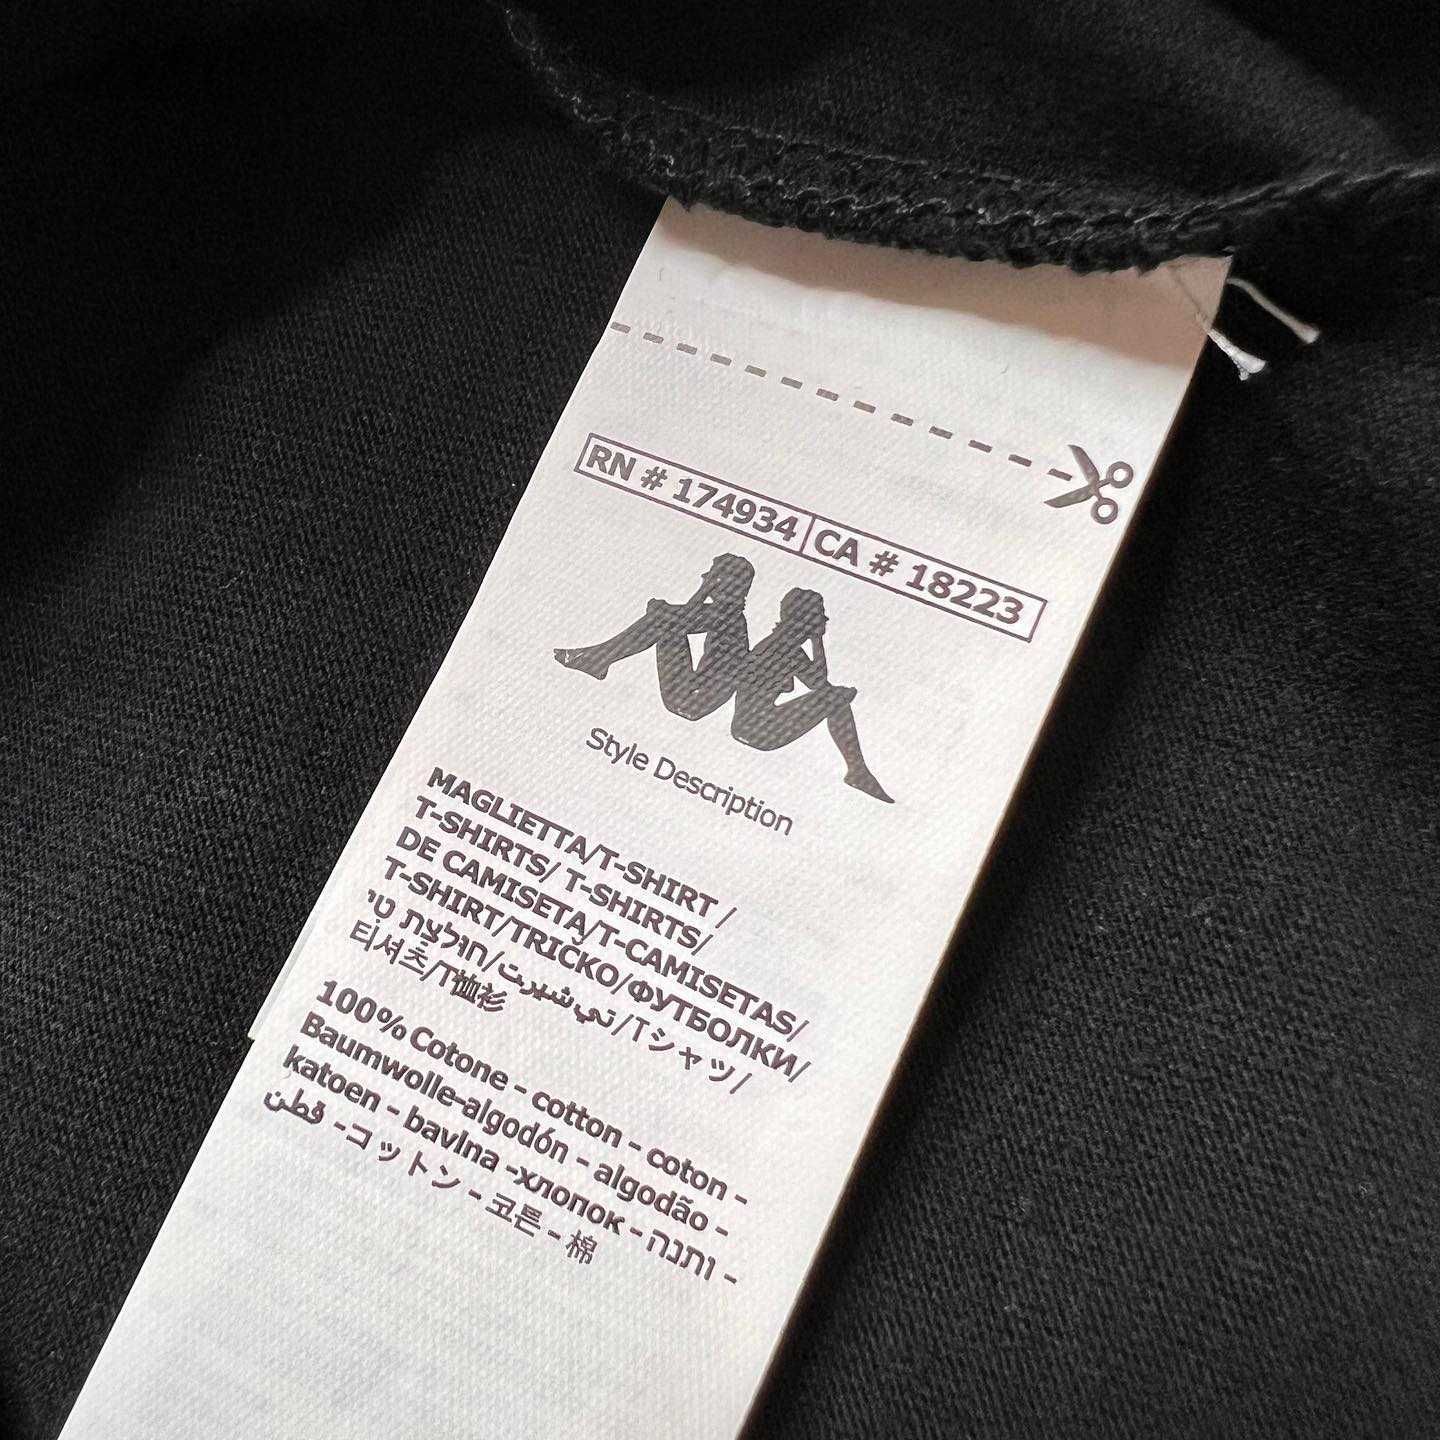 RN # 174934 CA # 18223
Style Description
MAGLIETTA/T-SHIRT /
T-SHIRTS/ T-SHIRTS/
DE CAMISETA/T-CAMISETAS/
T-SHIRT/TRIČKO/ФУТБОЛКИ/
חולצת טי/تي شيرت/Tシャツ/
티셔츠/T恤衫
100% Cotone - cotton - coton -
Baumwolle-algodón - algodão -
katoen - bavlna -хлопок - ותנה -
قطن -コットン - 코튼 - 棉